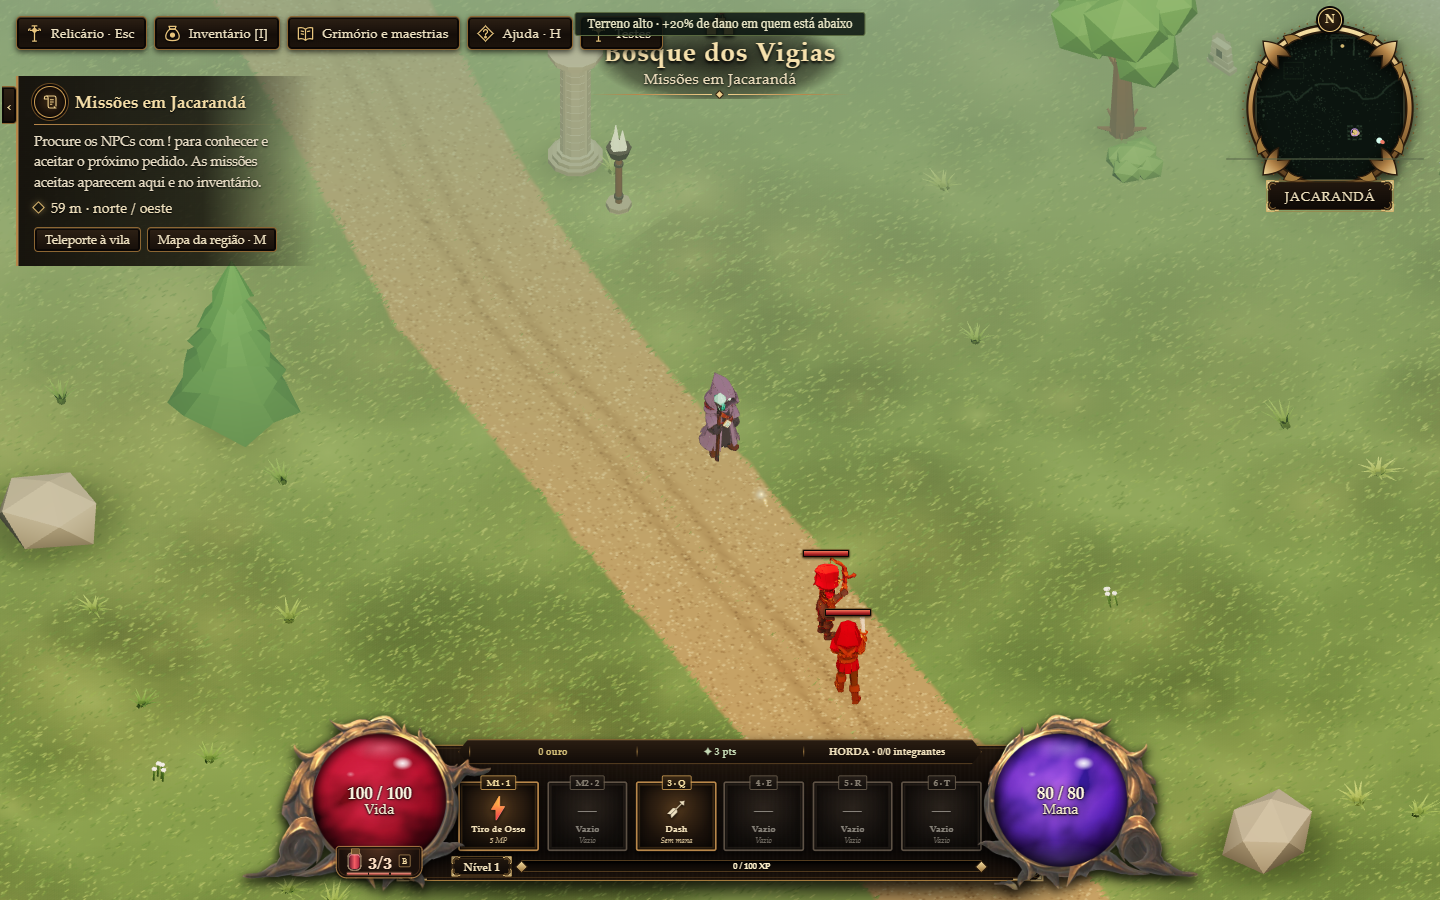 Relicário · Esc
Inventário [I]
Grimório e maestrias
Ajuda · H
Testes
Terreno alto · +20% de dano em quem está abaixo
Bosque dos Vigias
Missões em Jacarandá
N
JACARANDÁ
‹
Missões em Jacarandá
Procure os NPCs com ! para conhecer e
aceitar o próximo pedido. As missões
aceitas aparecem aqui e no inventário.
59 m · norte / oeste
Teleporte à vila
Mapa da região · M
0 ouro
✦ 3 pts
HORDA · 0/0 integrantes
100 / 100
Vida
3/3
B
M1 · 1
Tiro de Osso
5 MP
M2 · 2
—
Vazio
Vazio
3 · Q
Dash
Sem mana
4 · E
—
Vazio
Vazio
5 · R
—
Vazio
Vazio
6 · T
—
Vazio
Vazio
80 / 80
Mana
Nível 1
0 / 100 XP